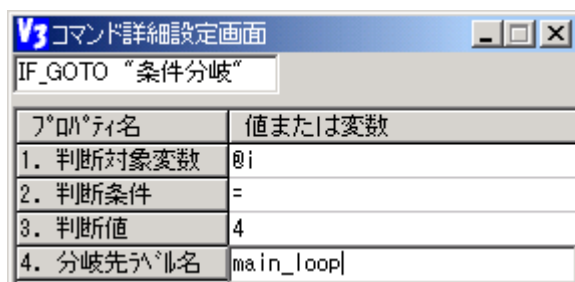 V3 コマンド詳細設定画面
IF_GOTO “条件分岐”
ﾌﾟﾛﾊﾟﾃｨ名 値または変数
1. 判断対象変数 @i
2. 判断条件 =
3. 判断値 4
4. 分岐先ﾗﾍﾞﾙ名 main_loop